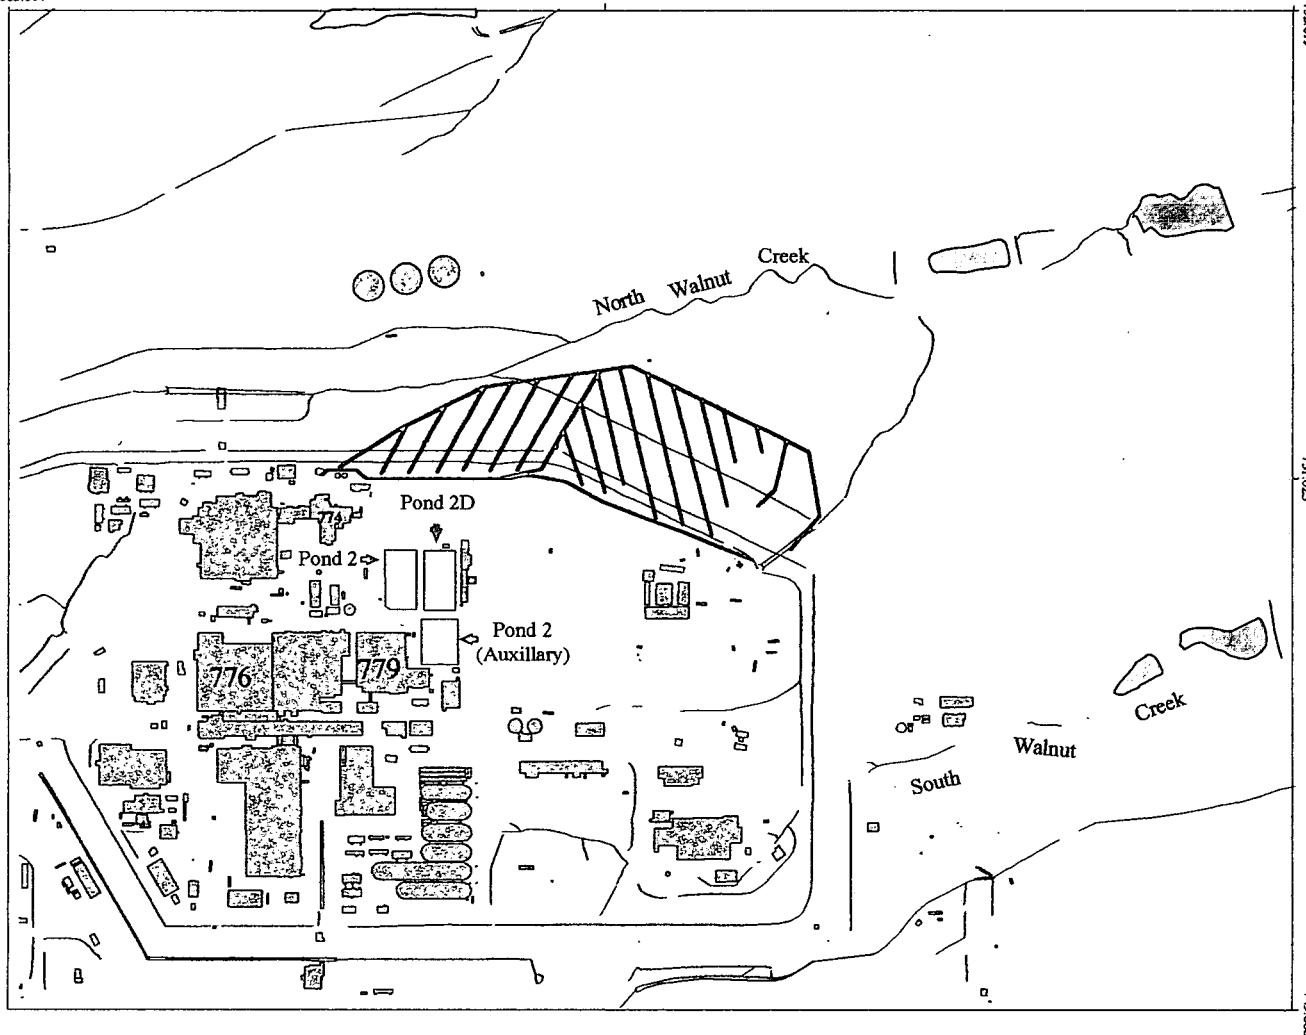 North Walnut Creek
774
Pond 2D
Pond 2
Pond 2
(Auxillary)
776
779
Creek
Walnut
South